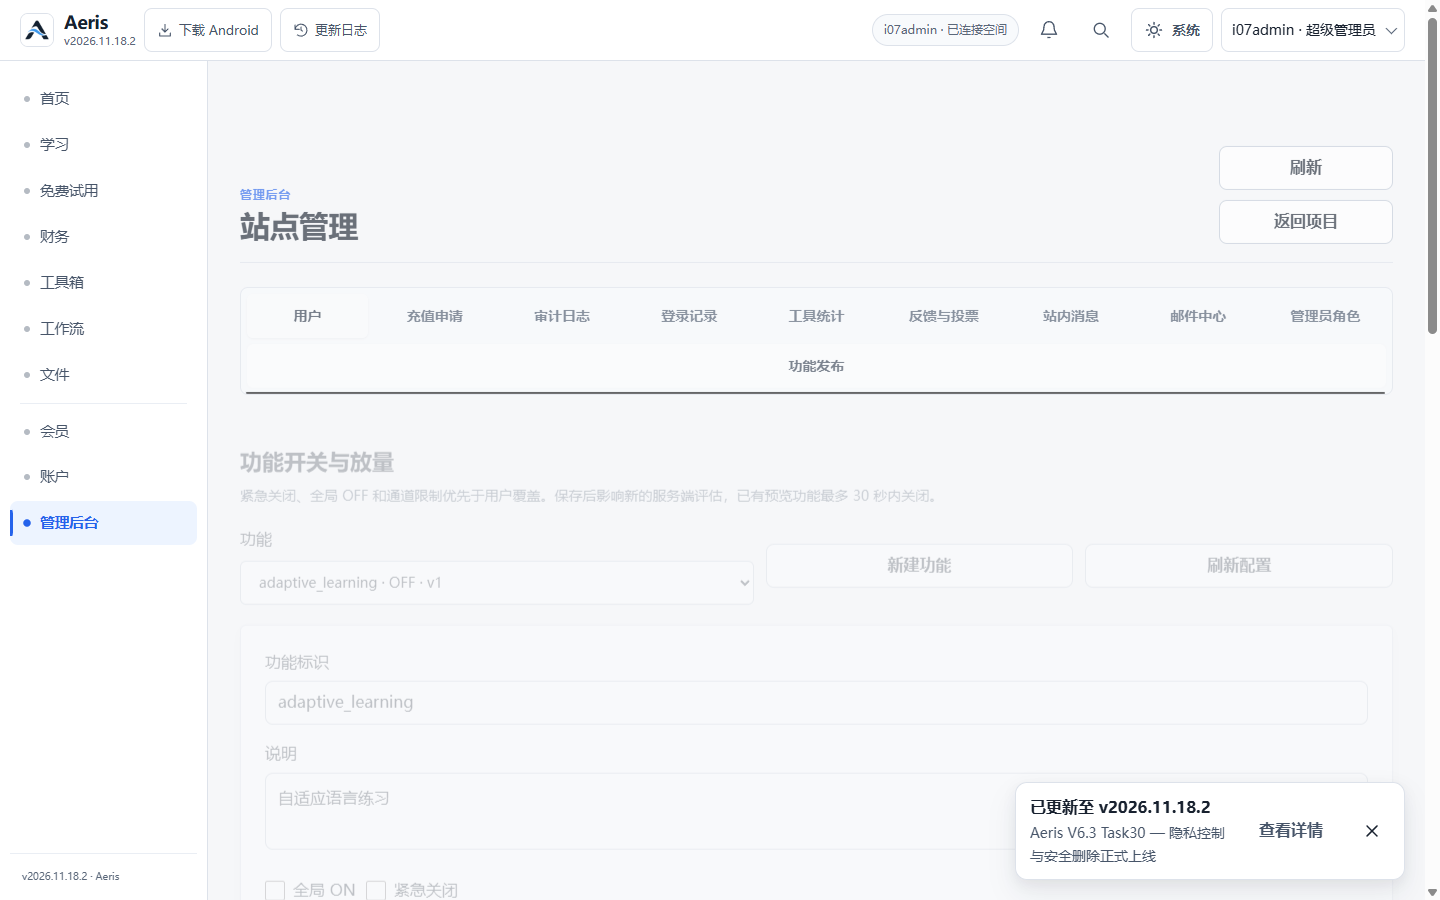 Aeris
v2026.11.18.2
下载 Android
更新日志
i07admin · 已连接空间
系统
i07admin · 超级管理员
首页
学习
免费试用
财务
工具箱
工作流
文件
会员
账户
管理后台
v2026.11.18.2 · Aeris
管理后台
站点管理
刷新
返回项目
用户
充值申请
审计日志
登录记录
工具统计
反馈与投票
站内消息
邮件中心
管理员角色
功能发布
功能开关与放量
紧急关闭、全局 OFF 和通道限制优先于用户覆盖。保存后影响新的服务端评估，已有预览功能最多 30 秒内关闭。
功能
adaptive_learning · OFF · v1
新建功能
刷新配置
功能标识
adaptive_learning
说明
自适应语言练习
全局 ON
紧急关闭
已更新至 v2026.11.18.2
Aeris V6.3 Task30 — 隐私控制
与安全删除正式上线
查看详情